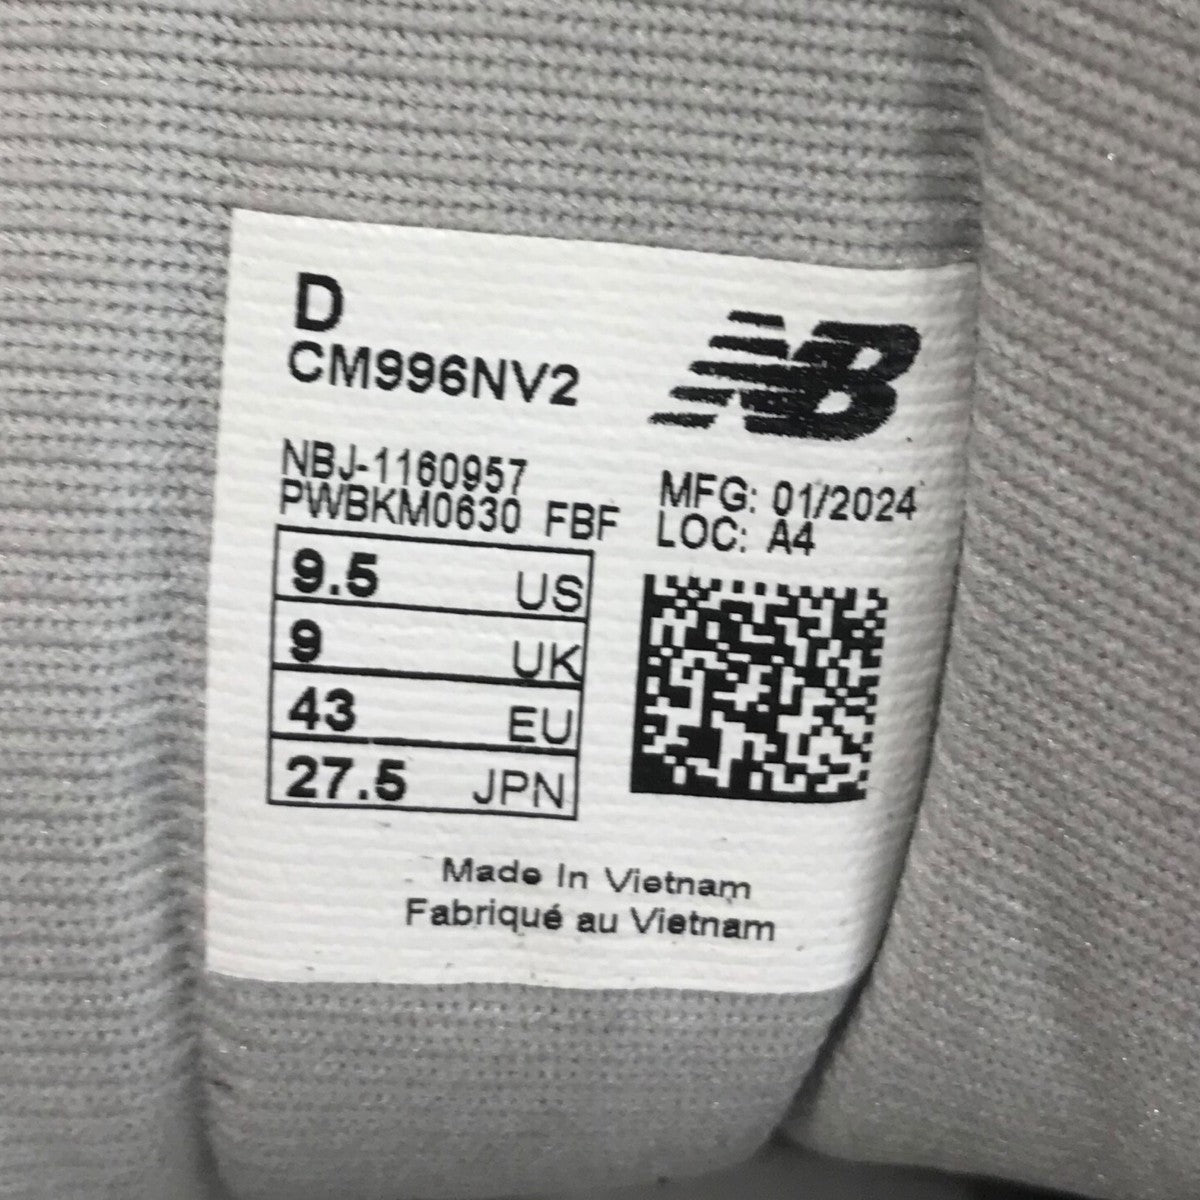 D
CM996NV2
NB
NBJ-1160957
PWBKM0630 FBF
MFG: 01/2024
LOC: A4
9.5 US
9 UK
43 EU
27.5 JPN
Made In Vietnam
Fabriqué au Vietnam